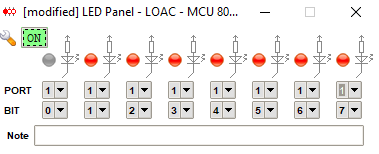 [modified] LED Panel - LOAC - MCU 80...
ON
PORT 1 1 1 1 1 1 1 1
BIT 0 1 2 3 4 5 6 7
Note